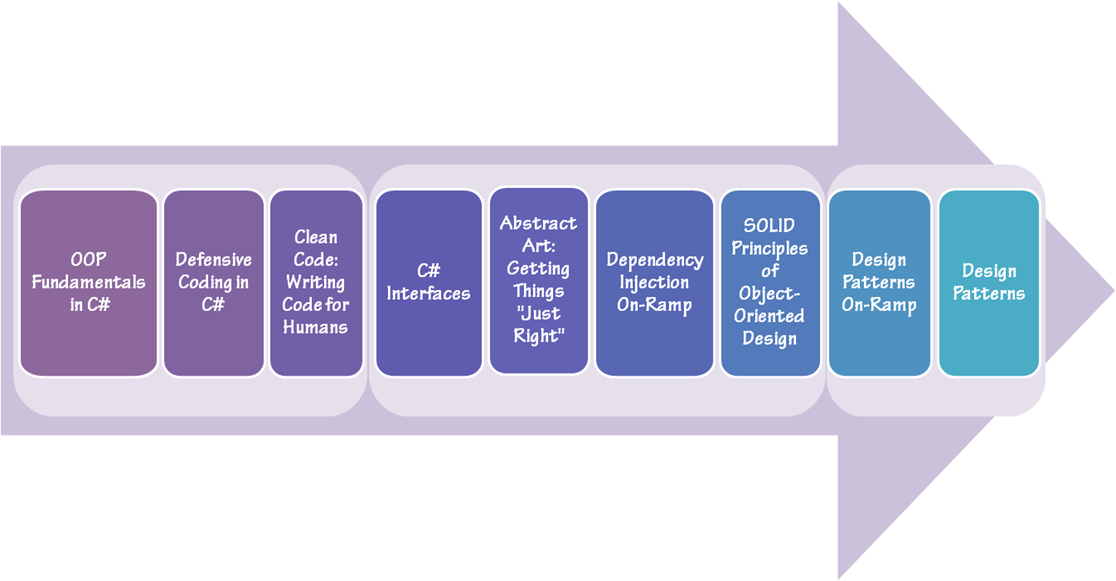 OOP
Fundamentals
in C#
Defensive
Coding in
C#
Clean
Code:
Writing
Code for
Humans
C#
Interfaces
Abstract
Art:
Getting
Things
"Just
Right"
Dependency
Injection
On-Ramp
SOLID
Principles
of
Object-
Oriented
Design
Design
Patterns
On-Ramp
Design
Patterns